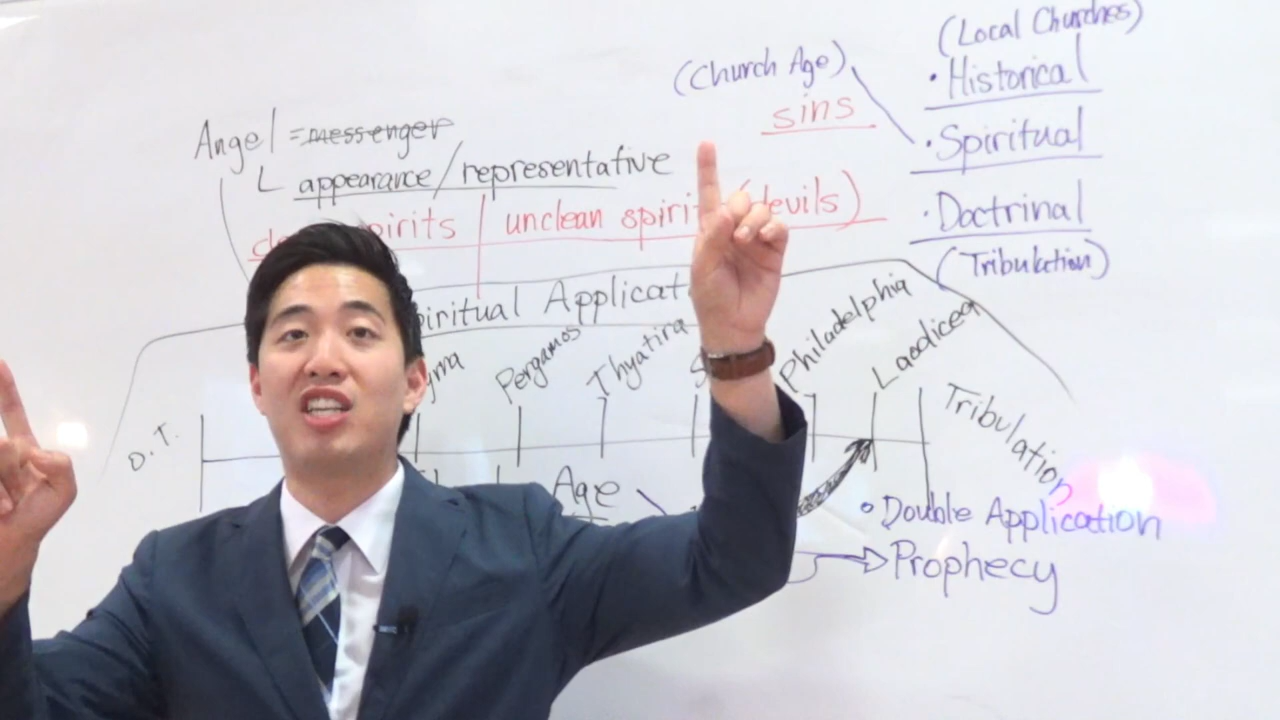 (Local Churches)
(Church Age)
• Historical
sins
Angel = messenger
• Spiritual
appearance/representative
unclean (devils)
• Doctrinal
(Tribulation)
Philadelphia
Laodicea
Pergamos
Thyatira
Tribulation
O.T.
Age
• Double Application
Prophecy